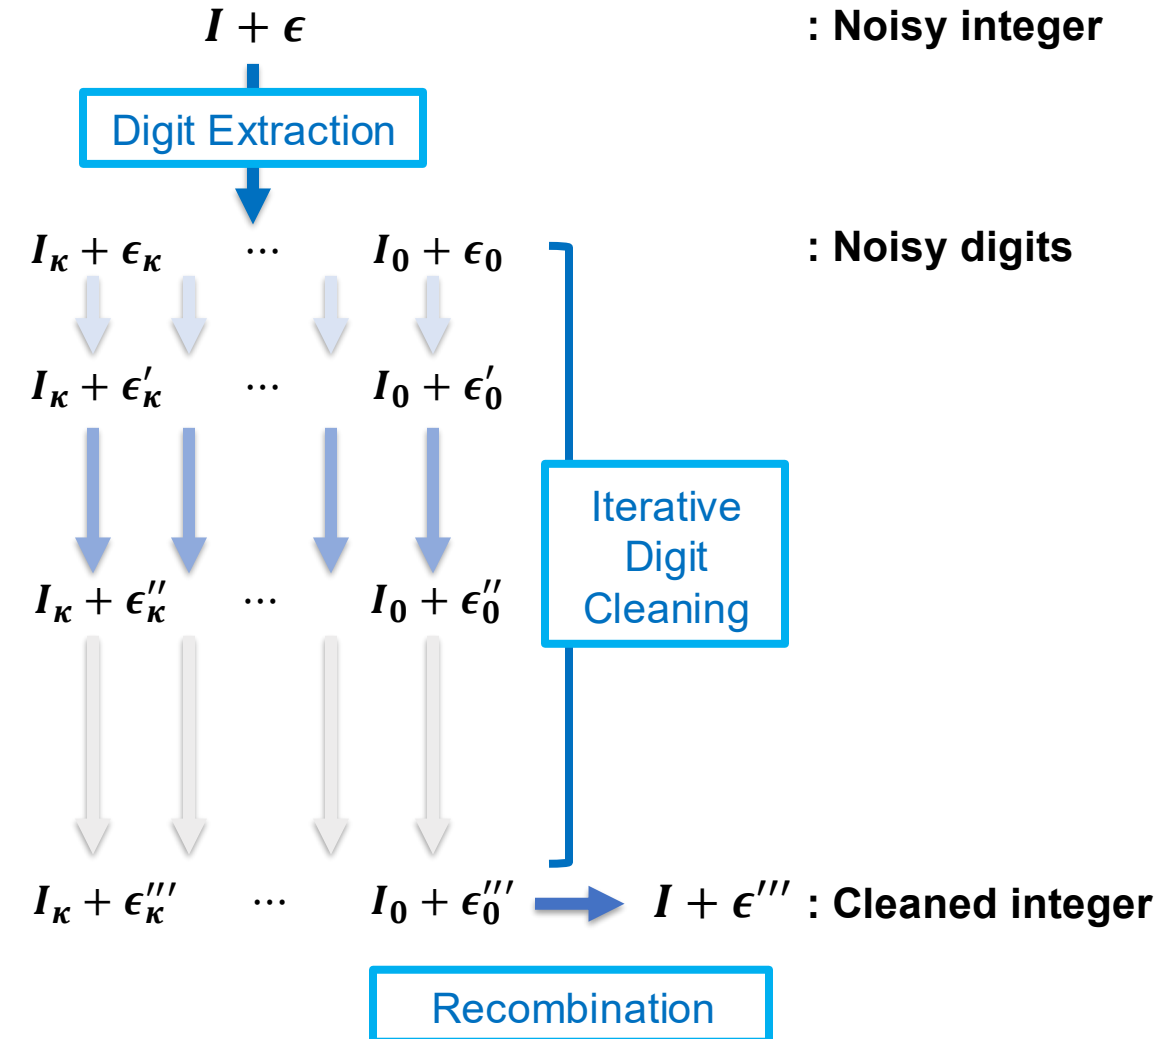 I + ϵ : Noisy integer
Digit Extraction
I_κ + ϵ_κ ⋯ I_0 + ϵ_0 : Noisy digits
I_κ + ϵ′_κ ⋯ I_0 + ϵ′_0
Iterative
Digit
Cleaning
I_κ + ϵ″_κ ⋯ I_0 + ϵ″_0
I_κ + ϵ‴_κ ⋯ I_0 + ϵ‴_0 I + ϵ‴ : Cleaned integer
Recombination